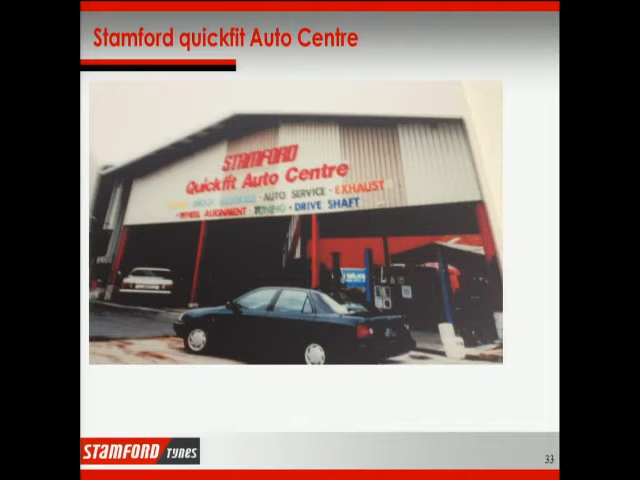 Stamford quickfit Auto Centre
STAMFORD
Quickfit Auto Centre
AUTO SERVICE - EXHAUST
• WHEEL ALIGNMENT • TUNING • DRIVE SHAFT
STAMFORD TYRES
33